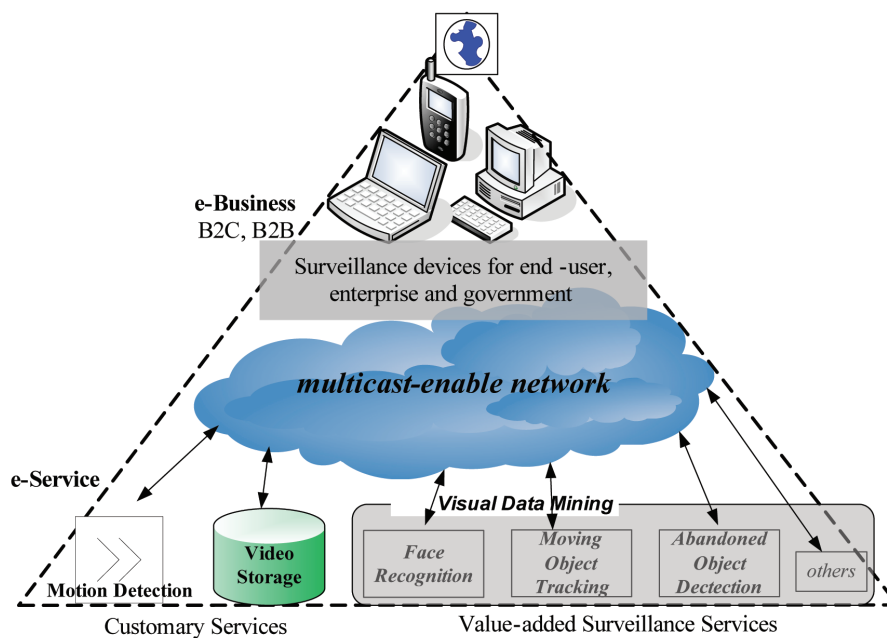 e-Business
B2C, B2B
Surveillance devices for end -user,
enterprise and government
multicast-enable network
e-Service
Visual Data Mining
Motion Detection
Video
Storage
Face
Recognition
Moving
Object
Tracking
Abandoned
Object
Dectection
others
Customary Services
Value-added Surveillance Services